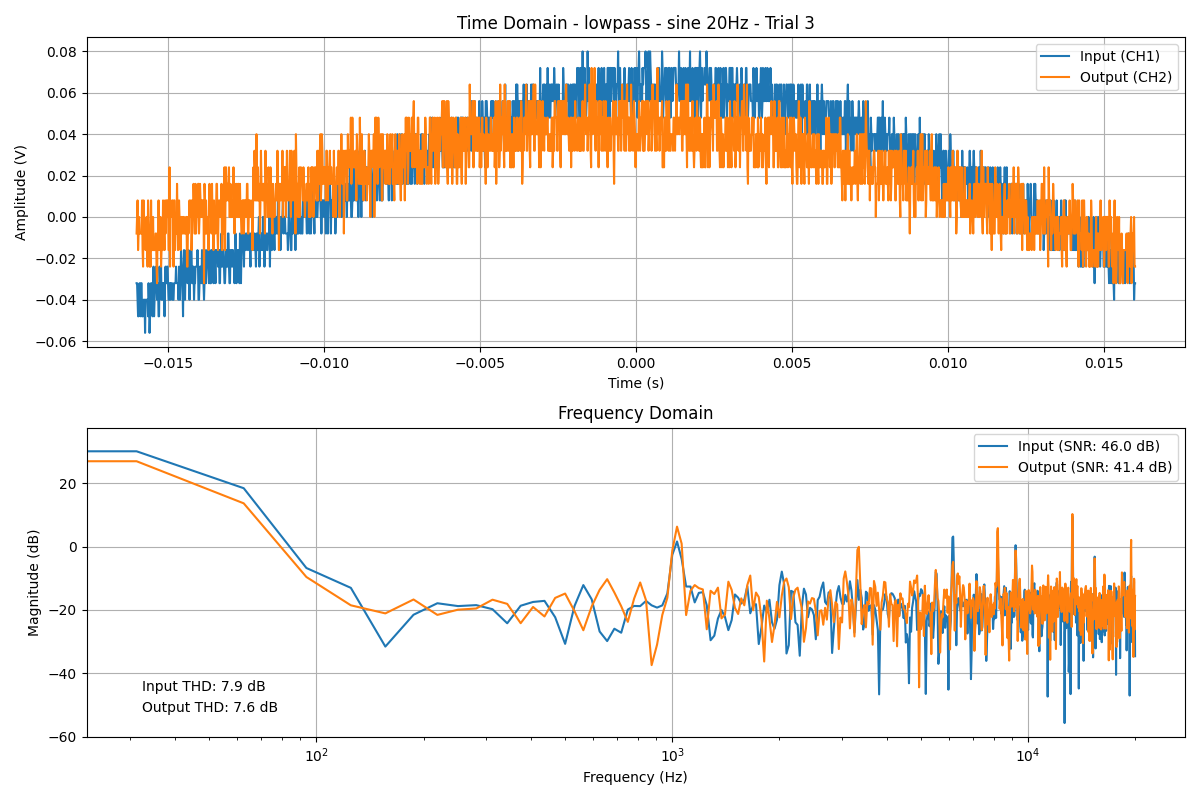 Time Domain - lowpass - sine 20Hz - Trial 3
Amplitude (V)
0.08
0.06
0.04
0.02
0.00
−0.02
−0.04
−0.06
Input (CH1)
Output (CH2)
−0.015
−0.010
−0.005
0.000
0.005
0.010
0.015
Time (s)
Frequency Domain
Magnitude (dB)
20
0
−20
−40
−60
Input (SNR: 46.0 dB)
Output (SNR: 41.4 dB)
Input THD: 7.9 dB
Output THD: 7.6 dB
10²
10³
10⁴
Frequency (Hz)